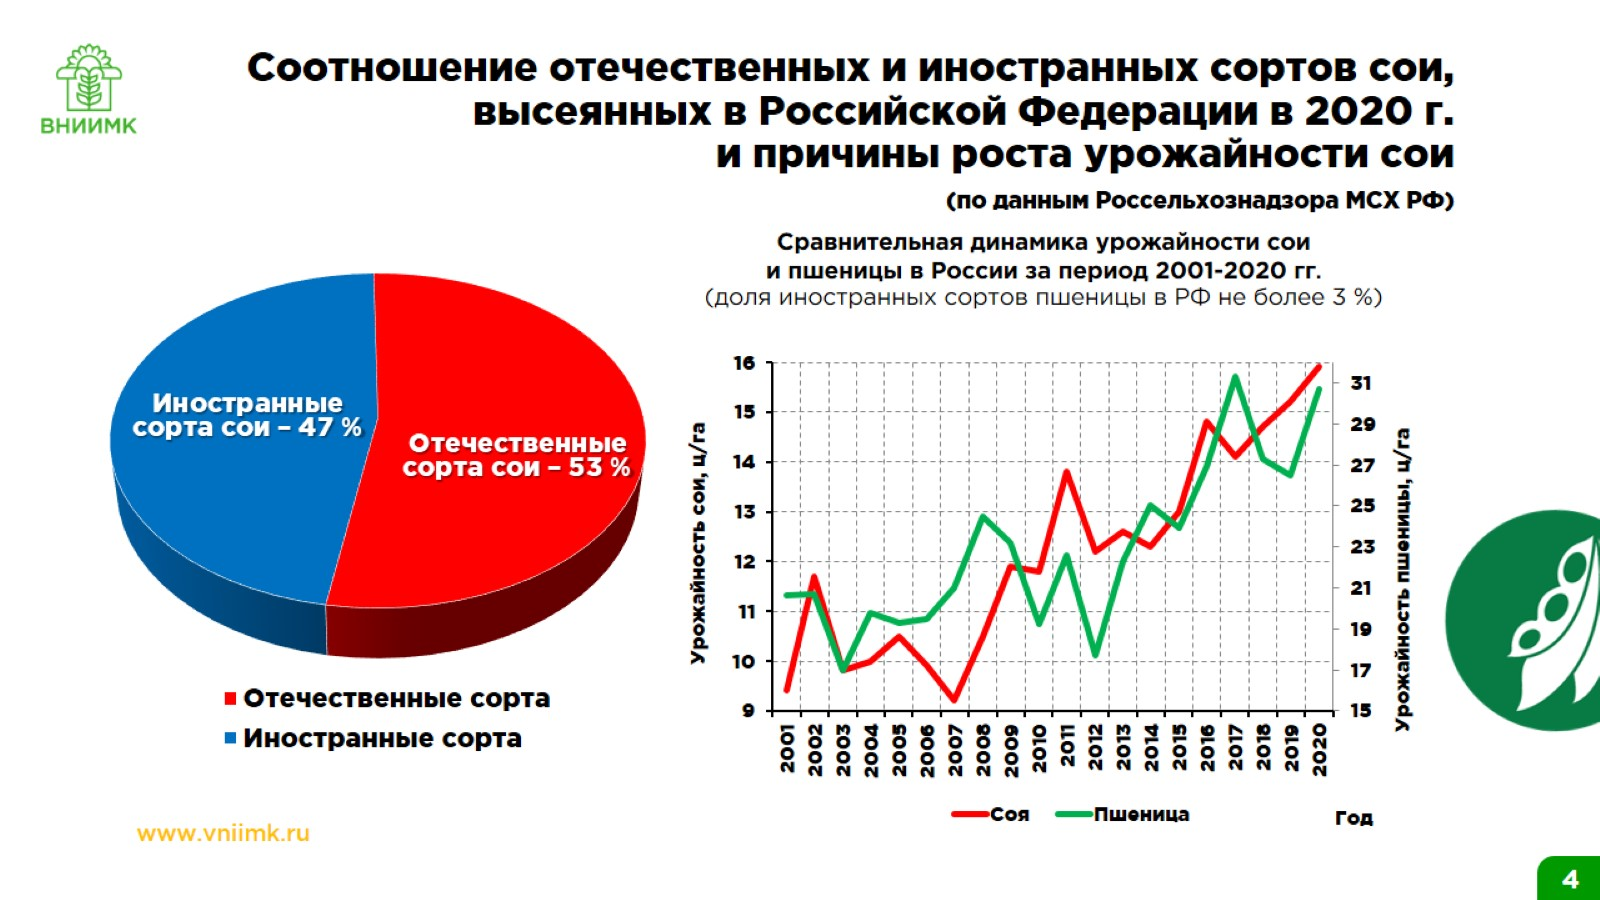 ВНИИМК
Соотношение отечественных и иностранных сортов сои,
высеянных в Российской Федерации в 2020 г.
и причины роста урожайности сои
(по данным Россельхознадзора МСХ РФ)
Сравнительная динамика урожайности сои
и пшеницы в России за период 2001-2020 гг.
(доля иностранных сортов пшеницы в РФ не более 3 %)
Иностранные
сорта сои – 47 %
Отечественные
сорта сои – 53 %
Отечественные сорта
Иностранные сорта
Урожайность сои, ц/га
16
15
14
13
12
11
10
9
31
29
27
25
23
21
19
17
15
Урожайность пшеницы, ц/га
2001
2002
2003
2004
2005
2006
2007
2008
2009
2010
2011
2012
2013
2014
2015
2016
2017
2018
2019
2020
Соя
Пшеница
Год
www.vniimk.ru
4